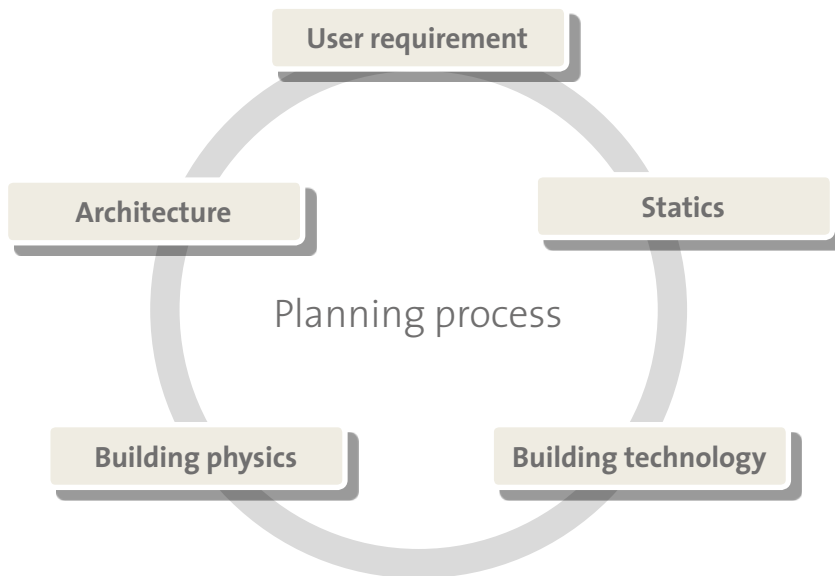 User requirement
Architecture
Statics
Planning process
Building physics
Building technology